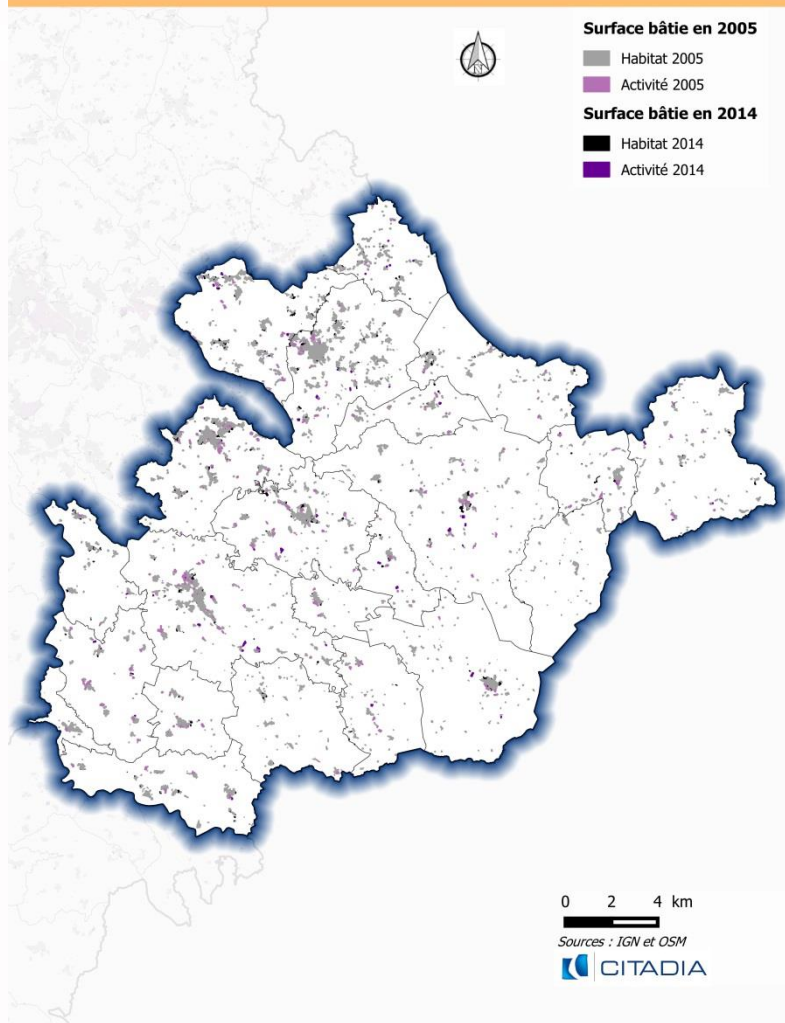 Surface bâtie en 2005
Habitat 2005
Activité 2005
Surface bâtie en 2014
Habitat 2014
Activité 2014
N
0 2 4 km
Sources : IGN et OSM
CITADIA